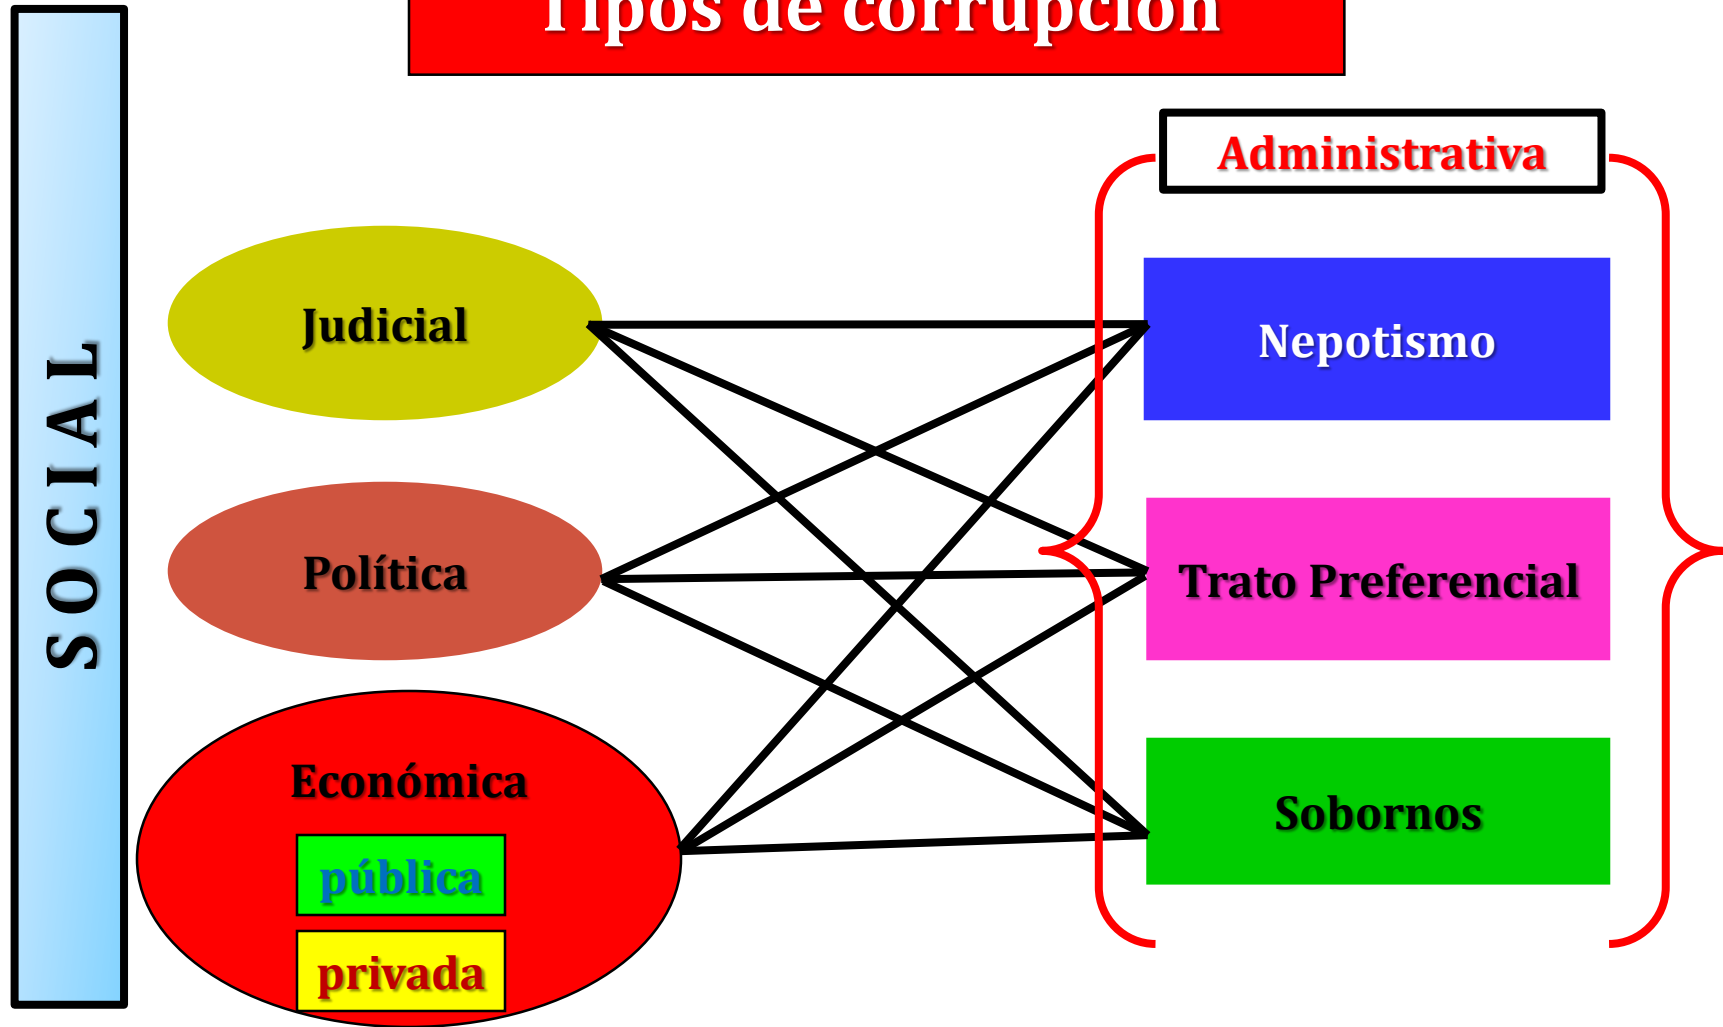 Tipos de corrupción
SOCIAL
Administrativa
Judicial
Nepotismo
Política
Trato Preferencial
Económica
pública
privada
Sobornos